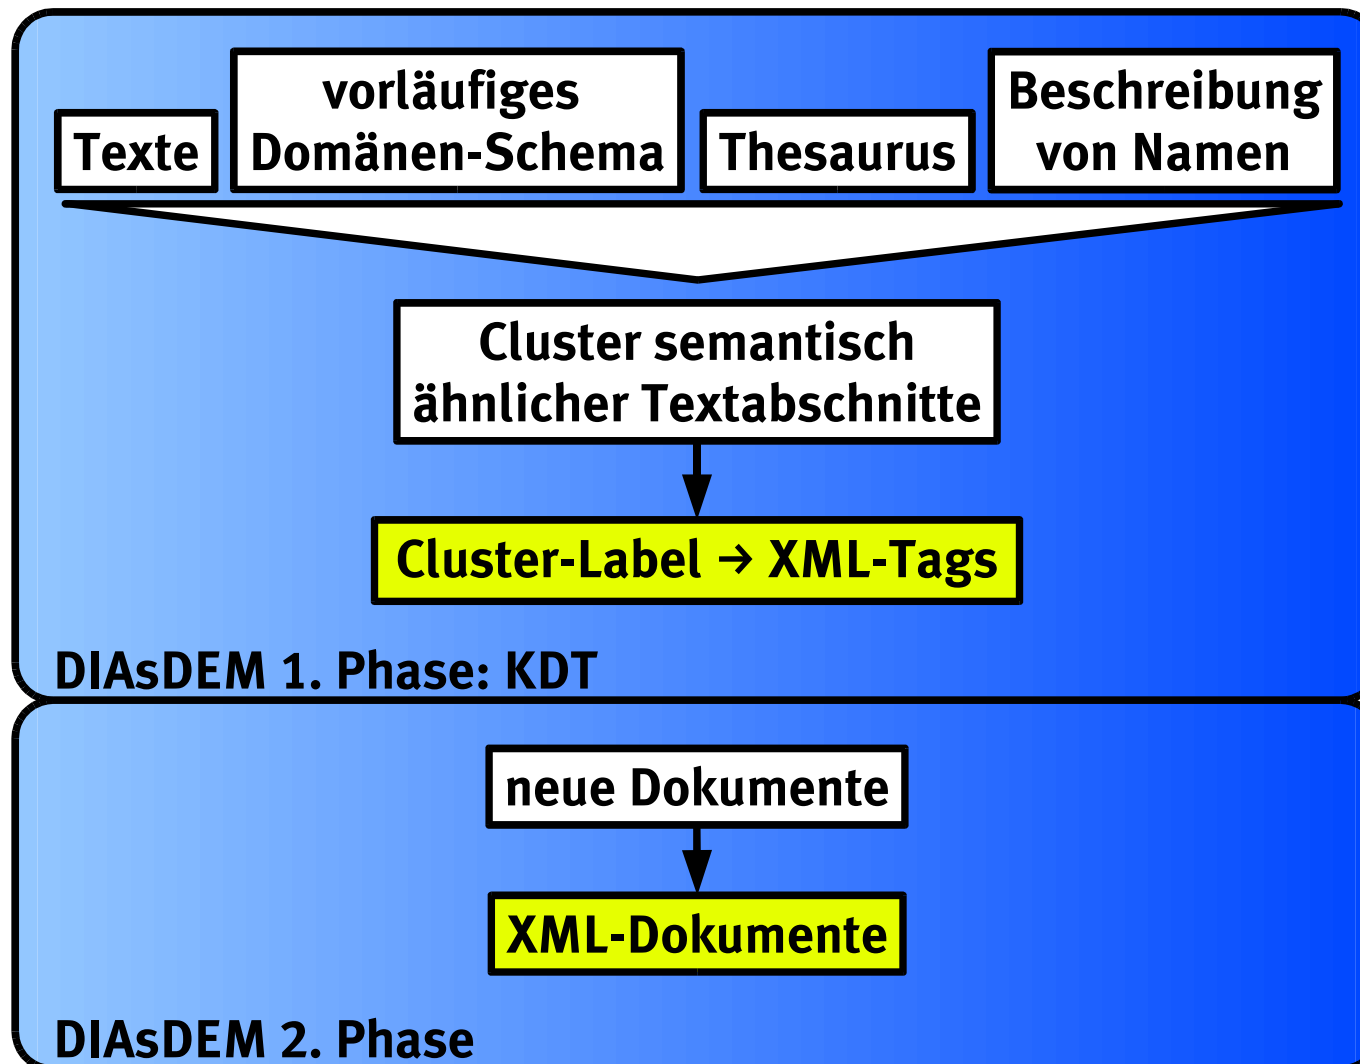 Texte
vorläufiges
Domänen-Schema
Thesaurus
Beschreibung
von Namen
Cluster semantisch
ähnlicher Textabschnitte
Cluster-Label → XML-Tags
DIAsDEM 1. Phase: KDT
neue Dokumente
XML-Dokumente
DIAsDEM 2. Phase